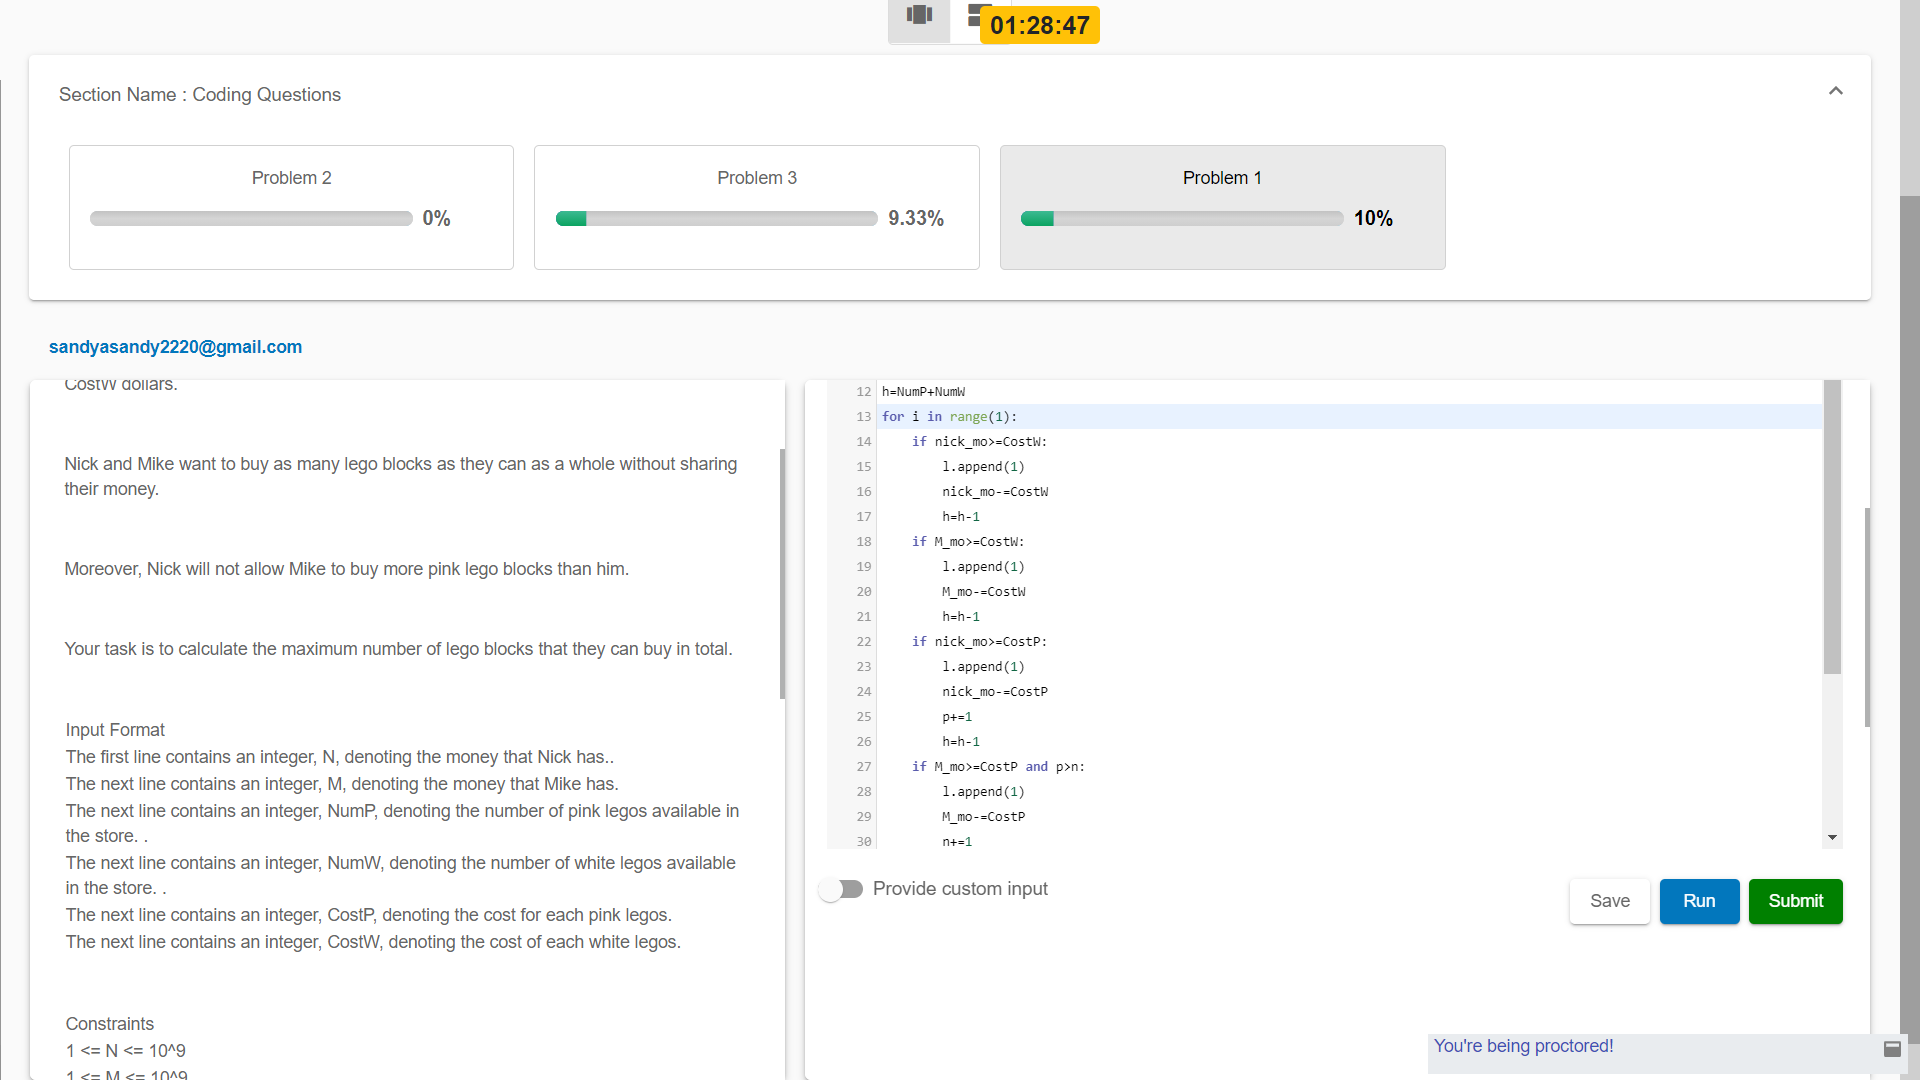 01:28:47
Section Name : Coding Questions
Problem 2
0%
Problem 3
9.33%
Problem 1
10%
sandyasandy2220@gmail.com
CostW dollars.
Nick and Mike want to buy as many lego blocks as they can as a whole without sharing
their money.
Moreover, Nick will not allow Mike to buy more pink lego blocks than him.
Your task is to calculate the maximum number of lego blocks that they can buy in total.
Input Format
The first line contains an integer, N, denoting the money that Nick has..
The next line contains an integer, M, denoting the money that Mike has.
The next line contains an integer, NumP, denoting the number of pink legos available in
the store. .
The next line contains an integer, NumW, denoting the number of white legos available
in the store. .
The next line contains an integer, CostP, denoting the cost for each pink legos.
The next line contains an integer, CostW, denoting the cost of each white legos.
Constraints
1 <= N <= 10^9
1 <= M <= 10^9
12 h=NumP+NumW
13 for i in range(1):
14 if nick_mo>=CostW:
15 l.append(1)
16 nick_mo-=CostW
17 h=h-1
18 if M_mo>=CostW:
19 l.append(1)
20 M_mo-=CostW
21 h=h-1
22 if nick_mo>=CostP:
23 l.append(1)
24 nick_mo-=CostP
25 p+=1
26 h=h-1
27 if M_mo>=CostP and p>n:
28 l.append(1)
29 M_mo-=CostP
30 n+=1
Provide custom input
Save
Run
Submit
You're being proctored!